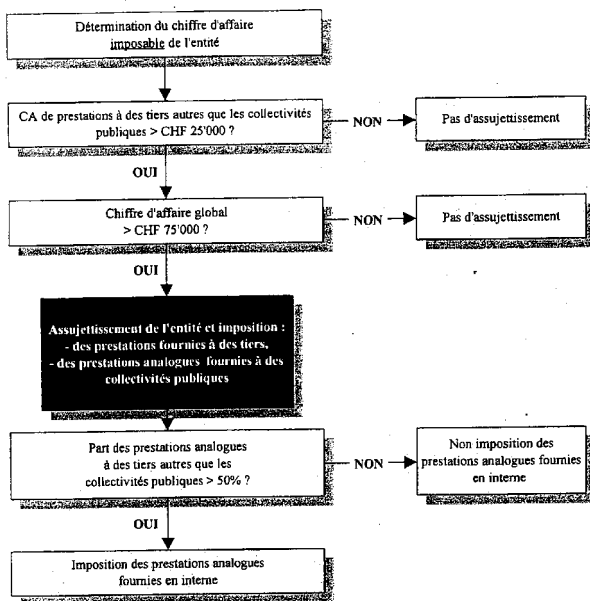 Détermination du chiffre d'affaire
imposable de l'entité
CA de prestations à des tiers autres que les collectivités
publiques > CHF 25'000 ?
NON
Pas d'assujettissement
OUI
Chiffre d'affaire global
> CHF 75'000 ?
NON
Pas d'assujettissement
OUI
Assujettissement de l'entité et imposition :
- des prestations fournies à des tiers,
- des prestations analogues fournies à des
collectivités publiques
Part des prestations analogues
à des tiers autres que les
collectivités publiques > 50% ?
NON
Non imposition des
prestations analogues fournies
en interne
OUI
Imposition des prestations analogues
fournies en interne